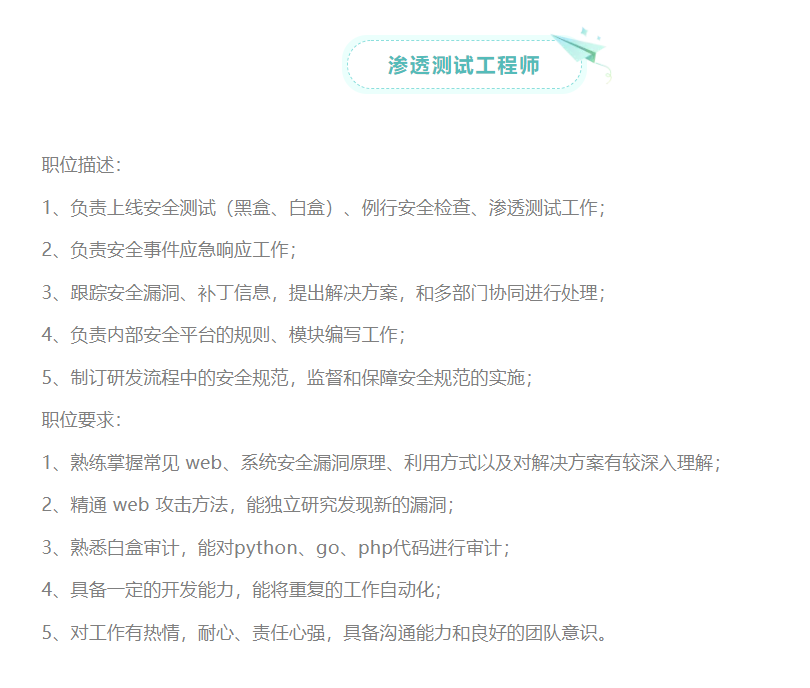 渗透测试工程师
职位描述：
1、负责上线安全测试（黑盒、白盒）、例行安全检查、渗透测试工作；
2、负责安全事件应急响应工作；
3、跟踪安全漏洞、补丁信息，提出解决方案，和多部门协同进行处理；
4、负责内部安全平台的规则、模块编写工作；
5、制订研发流程中的安全规范，监督和保障安全规范的实施；
职位要求：
1、熟练掌握常见 web、系统安全漏洞原理、利用方式以及对解决方案有较深入理解；
2、精通 web 攻击方法，能独立研究发现新的漏洞；
3、熟悉白盒审计，能对python、go、php代码进行审计；
4、具备一定的开发能力，能将重复的工作自动化；
5、对工作有热情，耐心、责任心强，具备沟通能力和良好的团队意识。